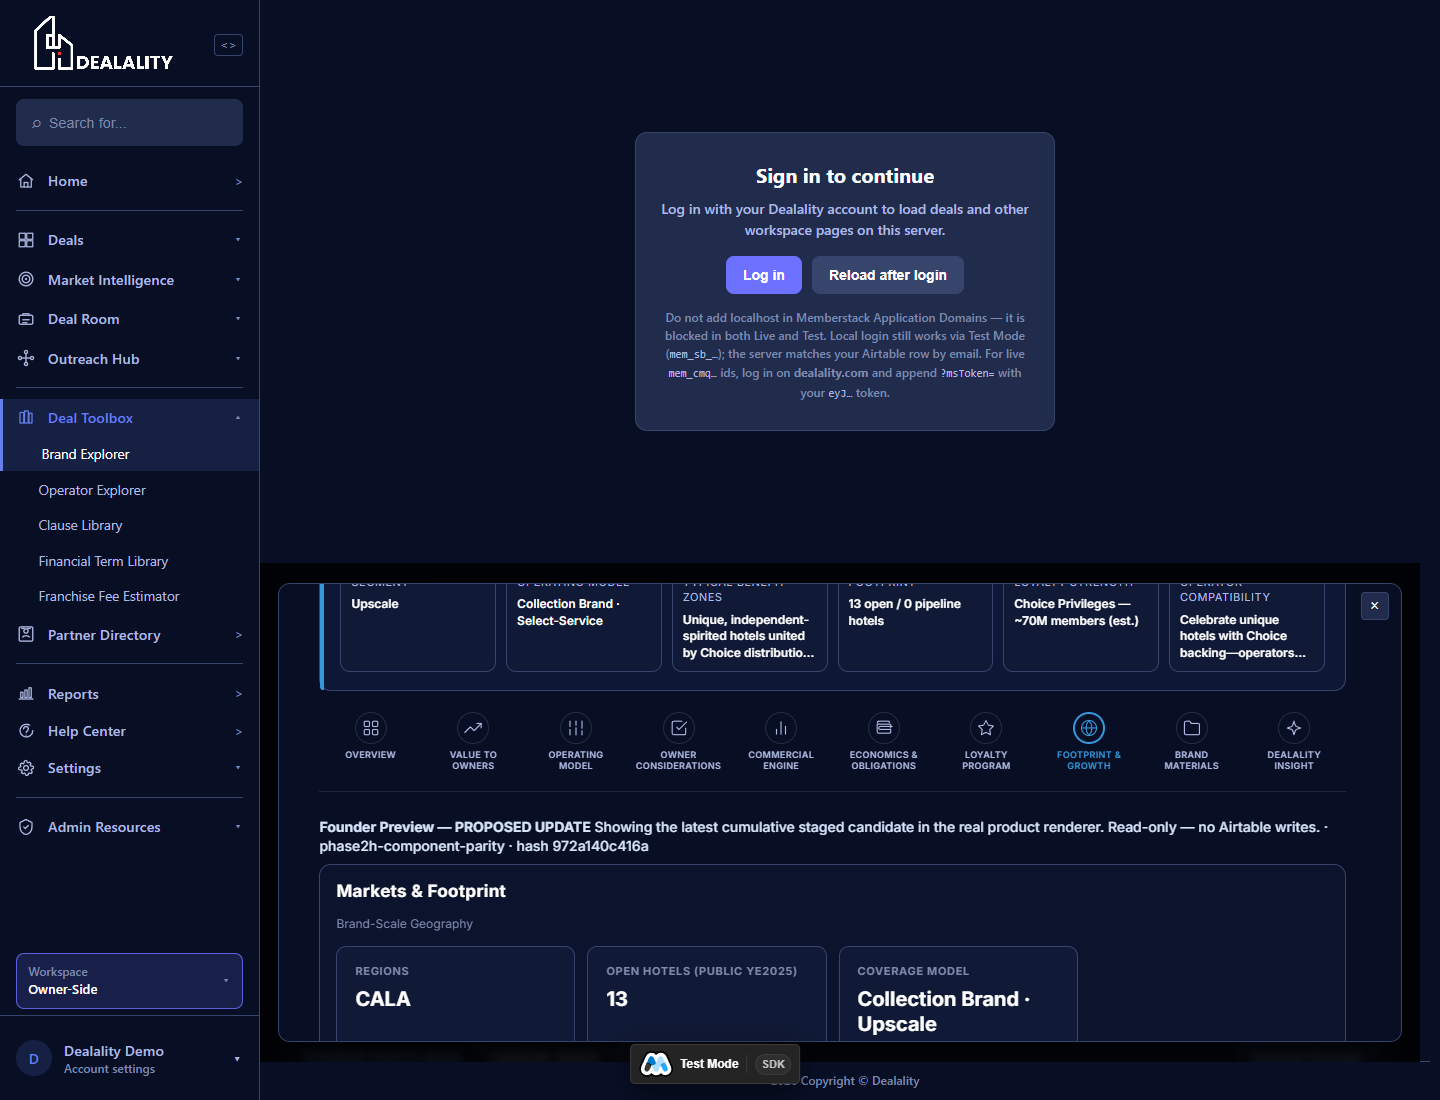 DEALALITY
<>
Search for...
Home
Deals
Market Intelligence
Deal Room
Outreach Hub
Deal Toolbox
Brand Explorer
Operator Explorer
Clause Library
Financial Term Library
Franchise Fee Estimator
Partner Directory
Reports
Help Center
Settings
Admin Resources
Workspace
Owner-Side
D
Dealality Demo
Account settings
Sign in to continue
Log in with your Dealality account to load deals and other
workspace pages on this server.
Log in
Reload after login
Do not add localhost in Memberstack Application Domains — it is
blocked in both Live and Test. Local login still works via Test Mode
(mem_sb_…); the server matches your Airtable row by email. For live
mem_cmq… ids, log in on dealality.com and append ?msToken= with
your eyJ… token.
×
SEGMENT
Upscale
OPERATING MODEL
Collection Brand ·
Select-Service
TYPICAL BENEFIT
ZONES
Unique, independent-
spirited hotels united
by Choice distributio...
FOOTPRINT
13 open / 0 pipeline
hotels
LOYALTY STRENGTH
Choice Privileges —
~70M members (est.)
OPERATOR
COMPATIBILITY
Celebrate unique
hotels with Choice
backing—operators...
OVERVIEW
VALUE TO
OWNERS
OPERATING
MODEL
OWNER
CONSIDERATIONS
COMMERCIAL
ENGINE
ECONOMICS &
OBLIGATIONS
LOYALTY
PROGRAM
FOOTPRINT &
GROWTH
BRAND
MATERIALS
DEALALITY
INSIGHT
Founder Preview — PROPOSED UPDATE Showing the latest cumulative staged candidate in the real product renderer. Read-only — no Airtable writes. ·
phase2h-component-parity · hash 972a140c416a
Markets & Footprint
Brand-Scale Geography
REGIONS
CALA
OPEN HOTELS (PUBLIC YE2025)
13
COVERAGE MODEL
Collection Brand ·
Upscale
Test Mode
SDK
Copyright © Dealality